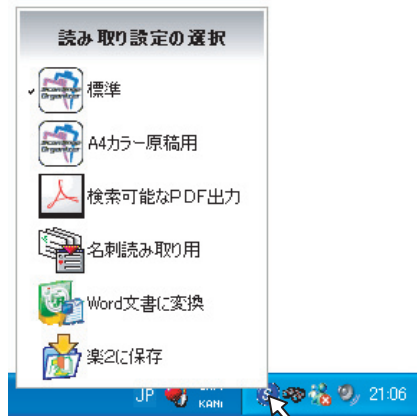 読み取り設定の選択
標準
A4カラー原稿用
検索可能なPDF出力
名刺読み取り用
Word文書に変換
楽2に保存
JP
KANA
21:06